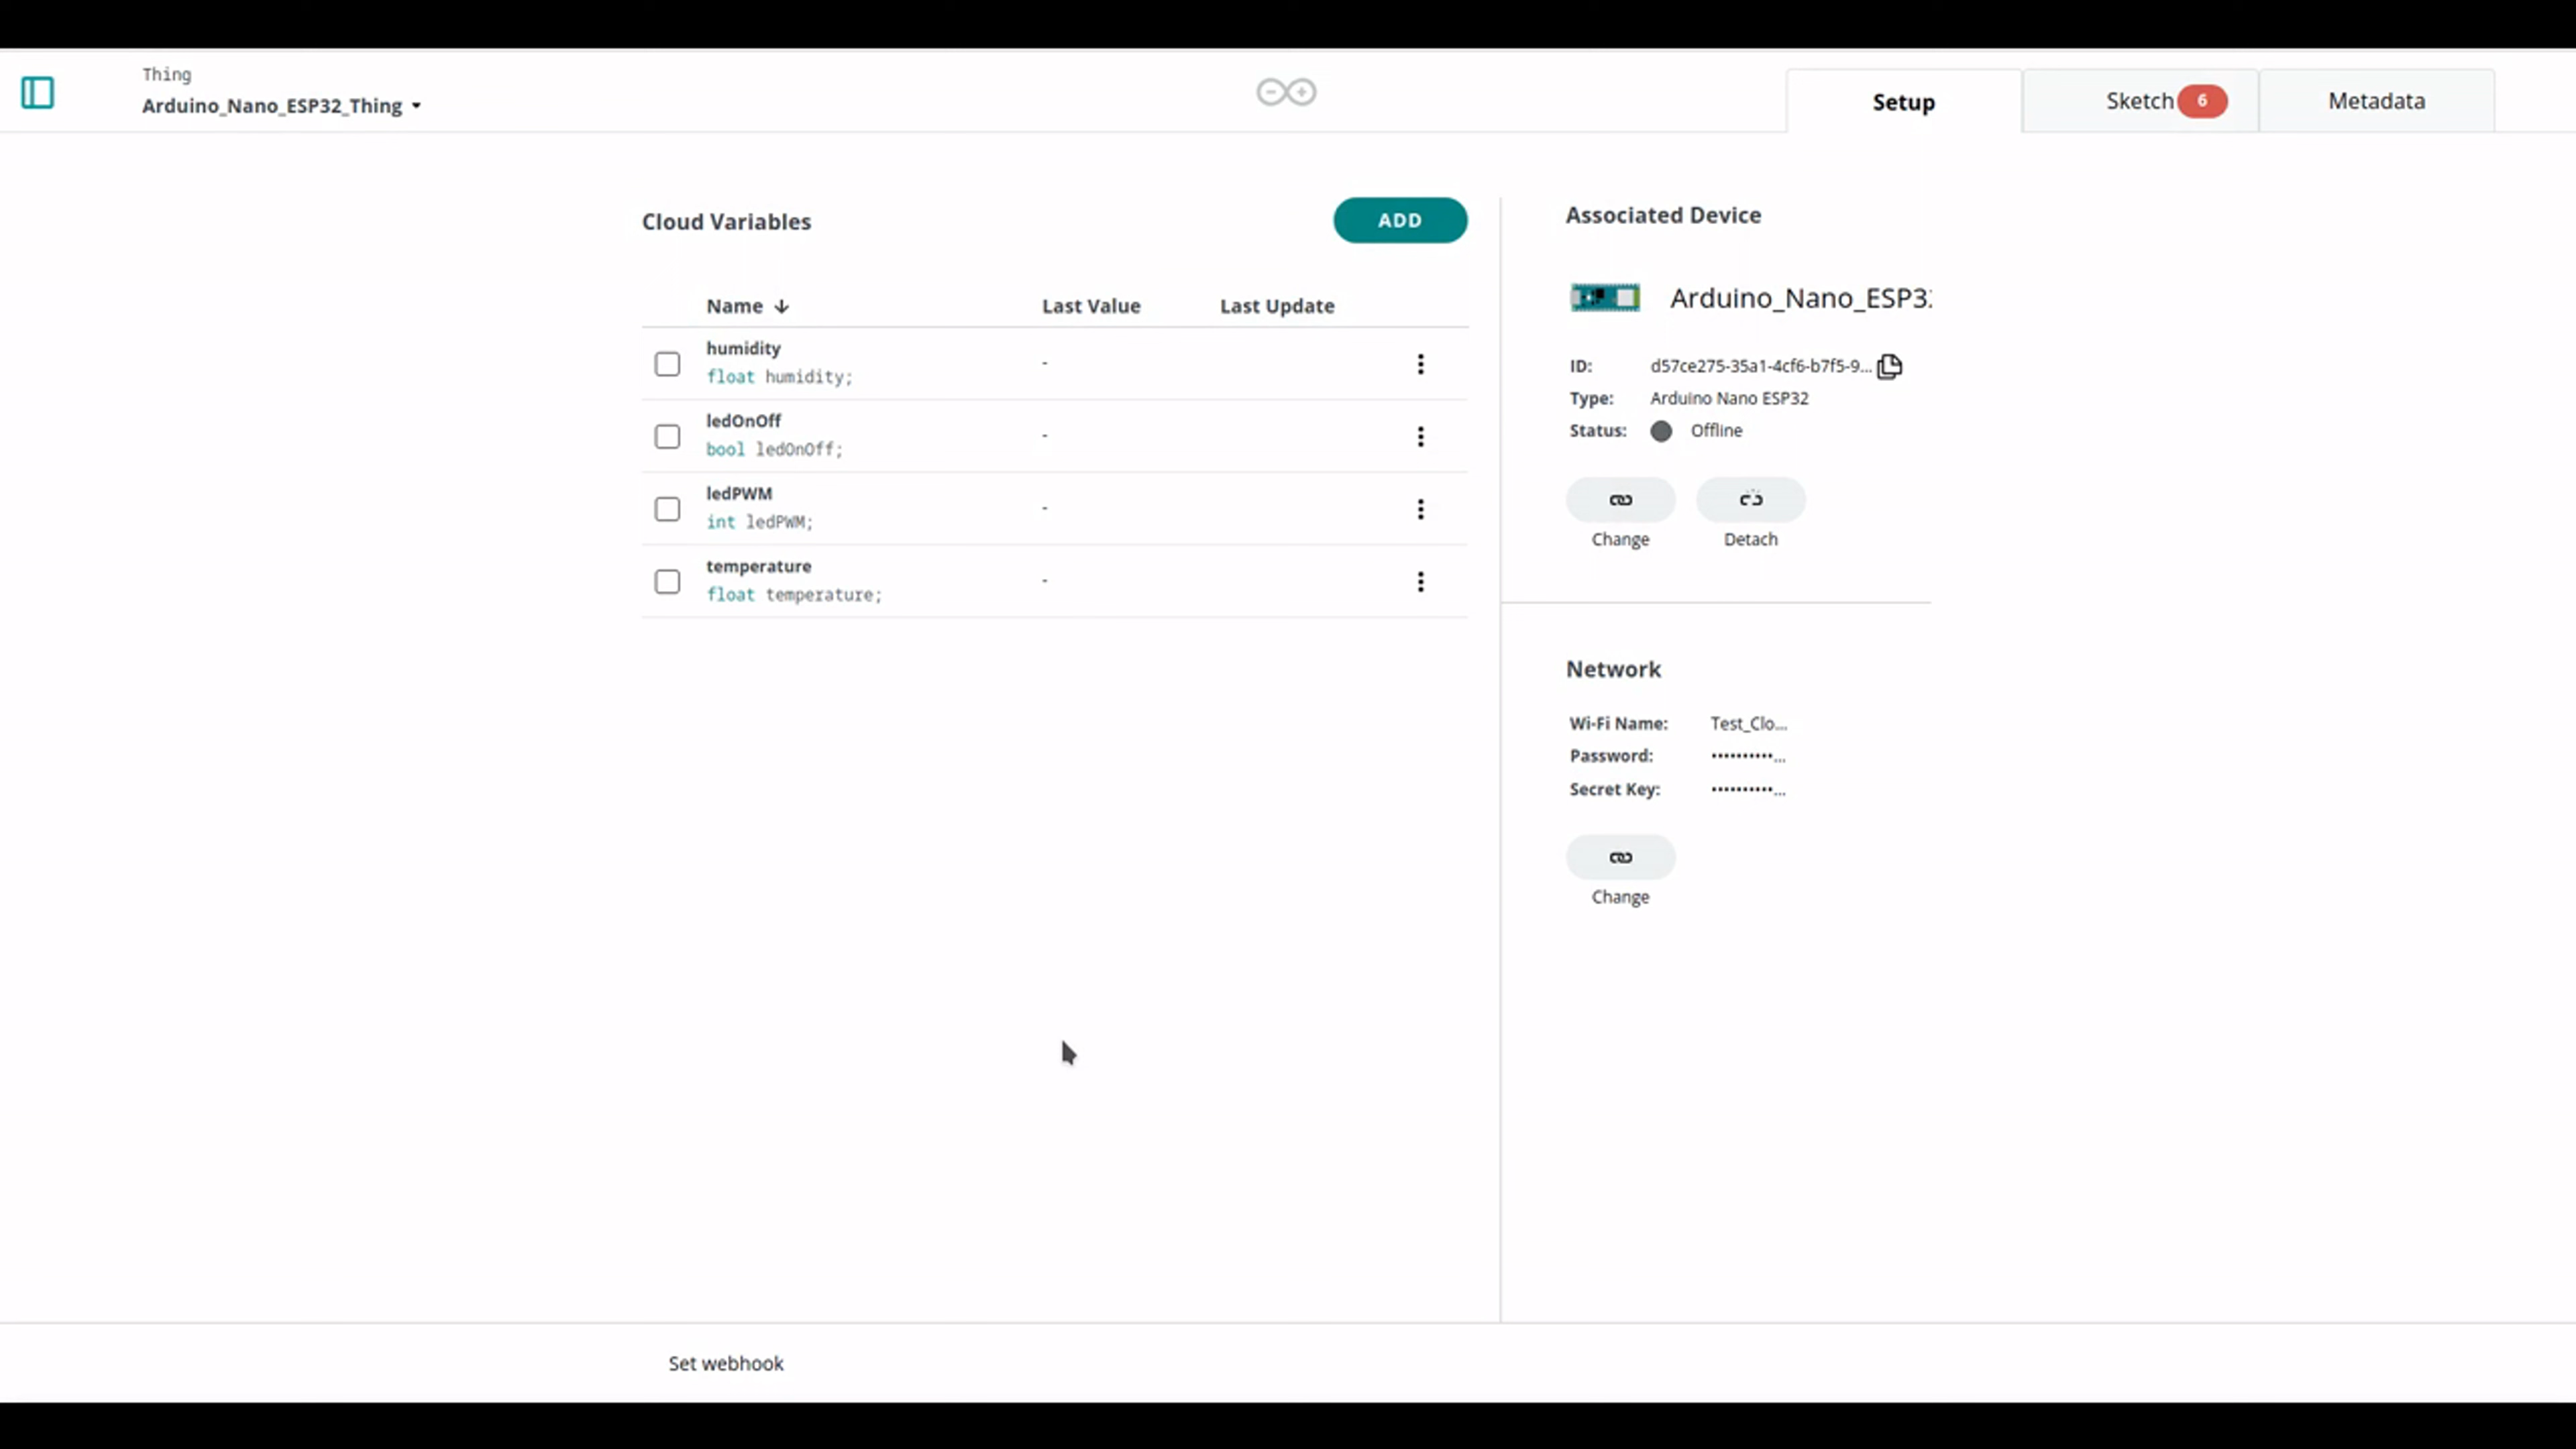 Thing
Arduino_Nano_ESP32_Thing
Setup
Sketch 6
Metadata
Cloud Variables
ADD
Name Last Value Last Update
humidity
float humidity;
-
ledOnOff
bool ledOnOff;
-
ledPWM
int ledPWM;
-
temperature
float temperature;
-
Associated Device
Arduino_Nano_ESP3
ID: d57ce275-35a1-4cf6-b7f5-9...
Type: Arduino Nano ESP32
Status: Offline
Change Detach
Network
Wi-Fi Name: Test_Clo...
Password: ••••••••••...
Secret Key: ••••••••••...
Change
Set webhook